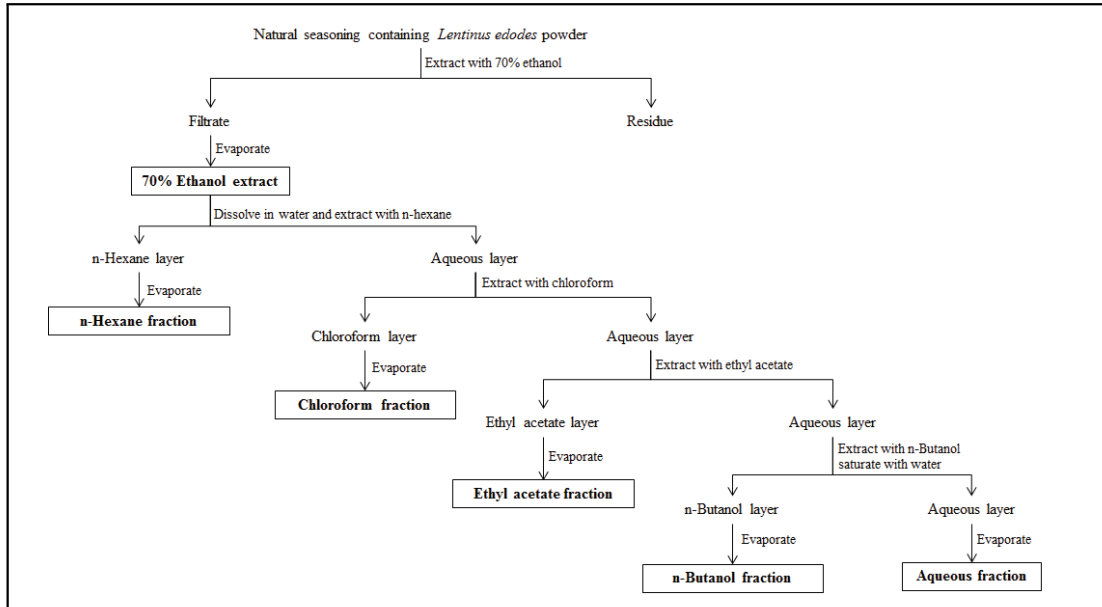 Natural seasoning containing Lentinus edodes powder
Extract with 70% ethanol
Filtrate
Residue
Evaporate
70% Ethanol extract
Dissolve in water and extract with n-hexane
n-Hexane layer
Aqueous layer
Evaporate
Extract with chloroform
n-Hexane fraction
Chloroform layer
Aqueous layer
Evaporate
Extract with ethyl acetate
Chloroform fraction
Ethyl acetate layer
Aqueous layer
Evaporate
Extract with n-Butanol
saturate with water
Ethyl acetate fraction
n-Butanol layer
Aqueous layer
Evaporate
Evaporate
n-Butanol fraction
Aqueous fraction